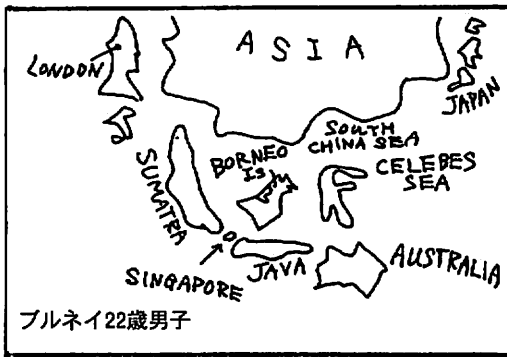 ASIA
LONDON
JAPAN
SOUTH
CHINA SEA
BORNEO
IS
CELEBES
SEA
SUMATRA
SINGAPORE
JAVA
AUSTRALIA
ブルネイ22歳男子